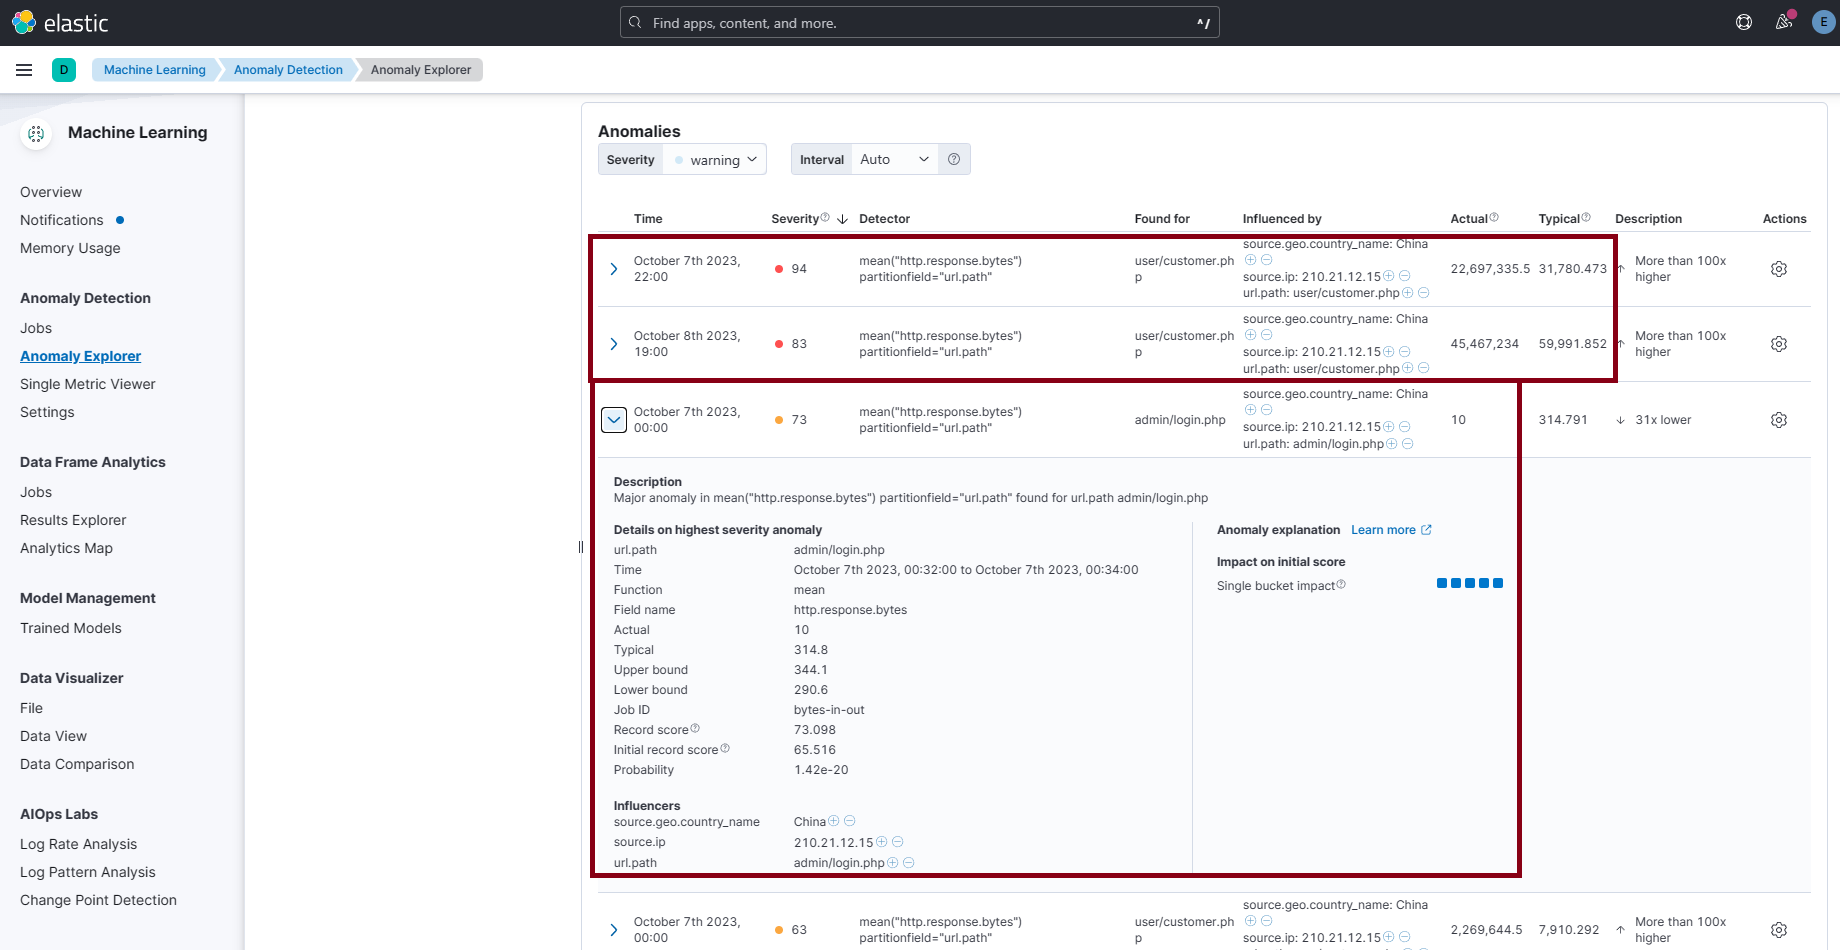 elastic
Find apps, content, and more.
^/
E
D
Machine Learning
Anomaly Detection
Anomaly Explorer
Machine Learning
Overview
Notifications
Memory Usage
Anomaly Detection
Jobs
Anomaly Explorer
Single Metric Viewer
Settings
Data Frame Analytics
Jobs
Results Explorer
Analytics Map
Model Management
Trained Models
Data Visualizer
File
Data View
Data Comparison
AIOps Labs
Log Rate Analysis
Log Pattern Analysis
Change Point Detection
Anomalies
Severity warning
Interval Auto
Time Severity Detector Found for Influenced by Actual Typical Description Actions
October 7th 2023,
22:00
94
mean("http.response.bytes")
partitionfield="url.path"
user/customer.ph
p
source.geo.country_name: China
source.ip: 210.21.12.15
url.path: user/customer.php
22,697,335.5
31,780.473
More than 100x
higher
October 8th 2023,
19:00
83
mean("http.response.bytes")
partitionfield="url.path"
user/customer.ph
p
source.geo.country_name: China
source.ip: 210.21.12.15
url.path: user/customer.php
45,467,234
59,991.852
More than 100x
higher
October 7th 2023,
00:00
73
mean("http.response.bytes")
partitionfield="url.path"
admin/login.php
source.geo.country_name: China
source.ip: 210.21.12.15
url.path: admin/login.php
10
314.791
31x lower
Description
Major anomaly in mean("http.response.bytes") partitionfield="url.path" found for url.path admin/login.php
Details on highest severity anomaly
url.path admin/login.php
Time October 7th 2023, 00:32:00 to October 7th 2023, 00:34:00
Function mean
Field name http.response.bytes
Actual 10
Typical 314.8
Upper bound 344.1
Lower bound 290.6
Job ID bytes-in-out
Record score 73.098
Initial record score 65.516
Probability 1.42e-20
Influencers
source.geo.country_name China
source.ip 210.21.12.15
url.path admin/login.php
Anomaly explanation Learn more
Impact on initial score
Single bucket impact
October 7th 2023,
00:00
63
mean("http.response.bytes")
partitionfield="url.path"
user/customer.ph
p
source.geo.country_name: China
source.ip: 210.21.12.15
2,269,644.5
7,910.292
More than 100x
higher